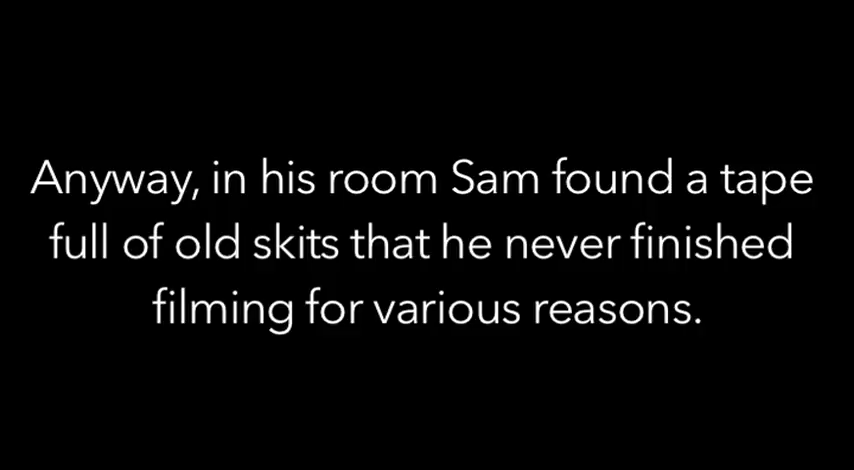 Anyway, in his room Sam found a tape
full of old skits that he never finished
filming for various reasons.